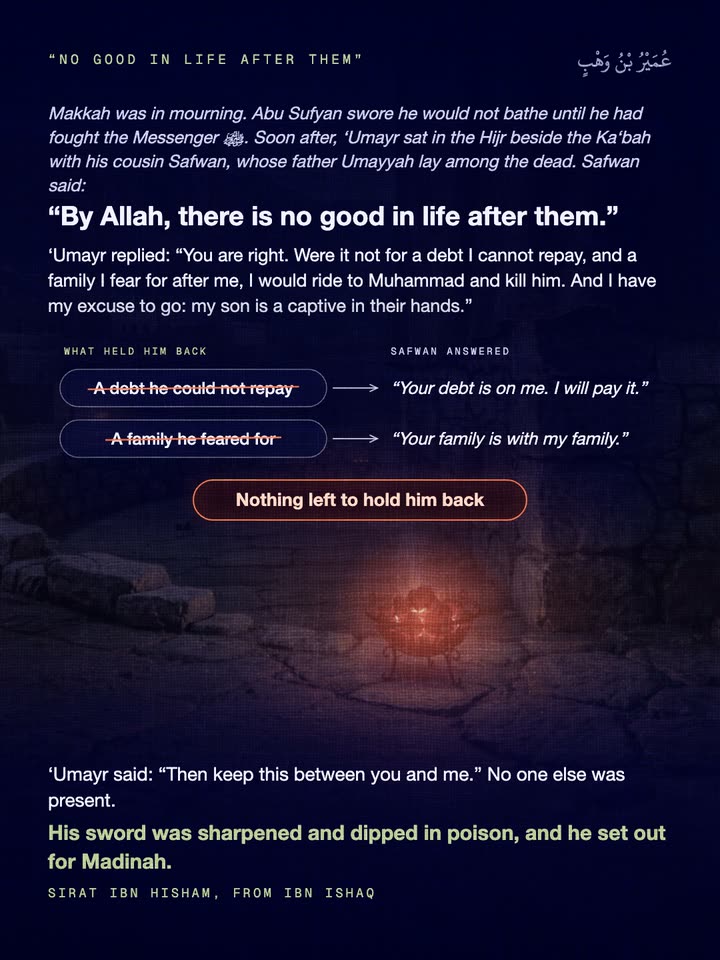 “NO GOOD IN LIFE AFTER THEM”
عُمَيْرُ بْنُ وَهْبٍ
Makkah was in mourning. Abu Sufyan swore he would not bathe until he had
fought the Messenger ﷺ. Soon after, ‘Umayr sat in the Hijr beside the Ka‘bah
with his cousin Safwan, whose father Umayyah lay among the dead. Safwan
said:
“By Allah, there is no good in life after them.”
‘Umayr replied: “You are right. Were it not for a debt I cannot repay, and a
family I fear for after me, I would ride to Muhammad and kill him. And I have
my excuse to go: my son is a captive in their hands.”
WHAT HELD HIM BACK
SAFWAN ANSWERED
A debt he could not repay
“Your debt is on me. I will pay it.”
A family he feared for
“Your family is with my family.”
Nothing left to hold him back
‘Umayr said: “Then keep this between you and me.” No one else was
present.
His sword was sharpened and dipped in poison, and he set out
for Madinah.
SIRAT IBN HISHAM, FROM IBN ISHAQ